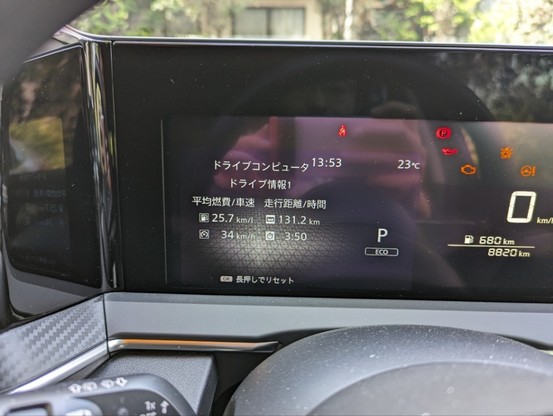 ドライブコンピュータ 13:53 23℃
ドライブ情報1
平均燃費/車速 走行距離/時間
25.7 km/l 131.2 km
34 km/h 3:50
P
ECO
0 km/h
680 km
8820 km
OK 長押しでリセット
1x
OFF